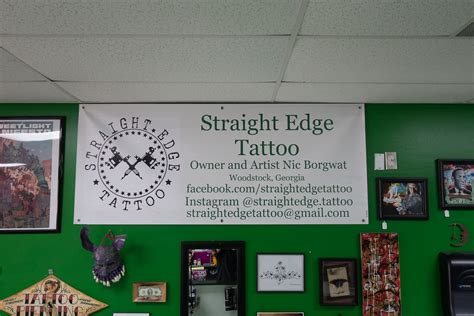 STRAIGHT EDGE
TATTOO
Straight Edge
Tattoo
Owner and Artist Nic Borgwat
Woodstock, Georgia
facebook.com/straightedgetattoo
Instagram @straightedge.tattoo
straightedgetattoo@gmail.com
TATTOO